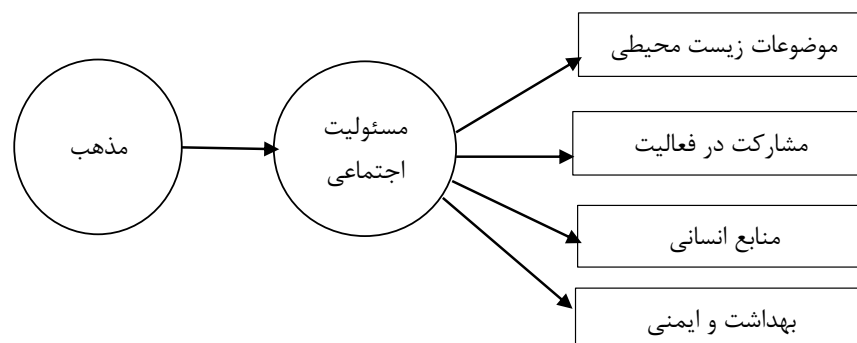 موضوعات زیست محیطی
مشارکت در فعالیت
منابع انسانی
بهداشت و ایمنی
مسئولیت
اجتماعی
مذهب